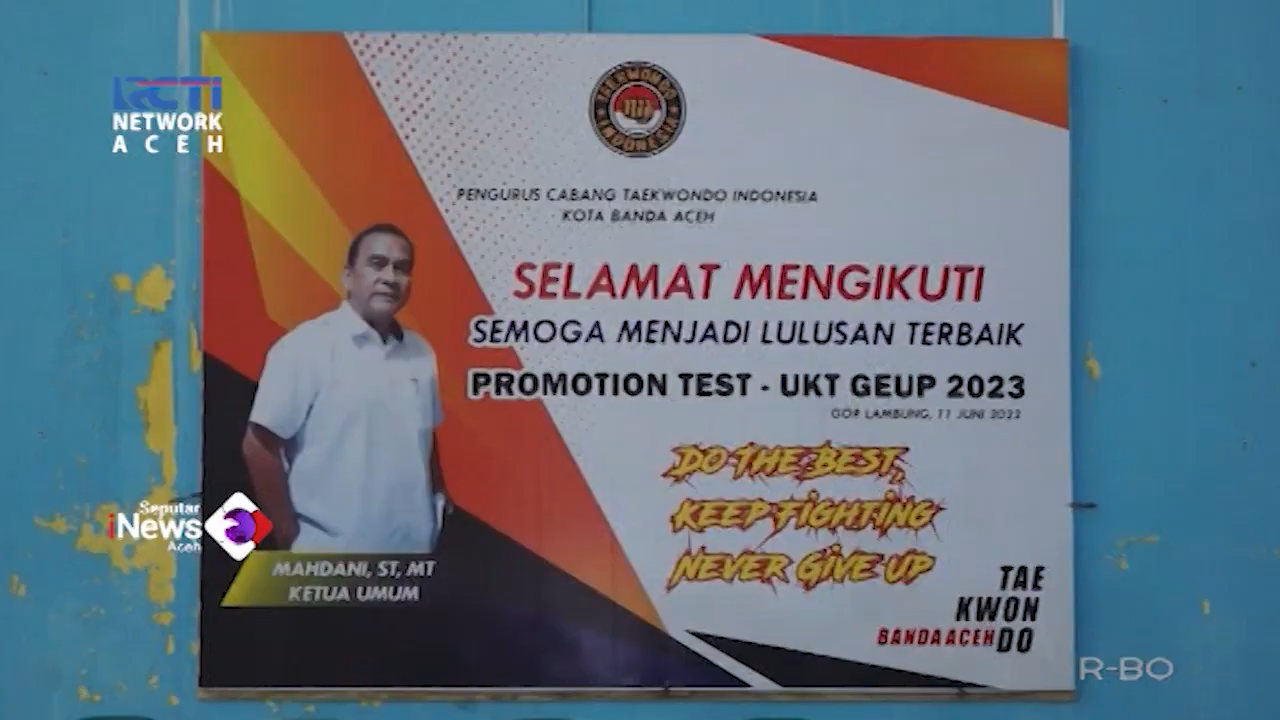 RCTI
NETWORK
ACEH
TAEKWONDO
INDONESIA
PENGURUS CABANG TAEKWONDO INDONESIA
KOTA BANDA ACEH
SELAMAT MENGIKUTI
SEMOGA MENJADI LULUSAN TERBAIK
PROMOTION TEST - UKT GEUP 2023
GOR LAMBUNG, 11 JUNI 2023
DO THE BEST,
KEEP FIGHTING
NEVER GIVE UP
Seputar
iNews
Aceh
MAHDANI, ST, MT
KETUA UMUM
TAE
KWON
BANDA ACEH DO
R-BO